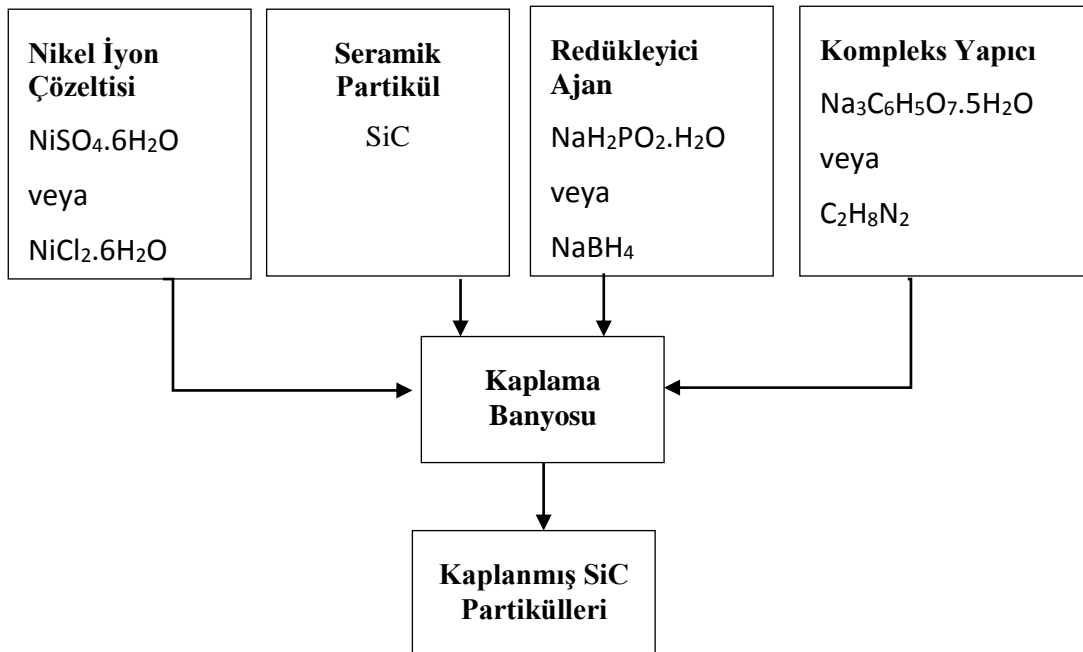 Nikel İyon
Çözeltisi
NiSO₄.6H₂O
veya
NiCl₂.6H₂O
Seramik
Partikül
SiC
Redükleyici
Ajan
NaH₂PO₂.H₂O
veya
NaBH₄
Kompleks Yapıcı
Na₃C₆H₅O₇.5H₂O
veya
C₂H₈N₂
Kaplama
Banyosu
Kaplanmış SiC
Partikülleri